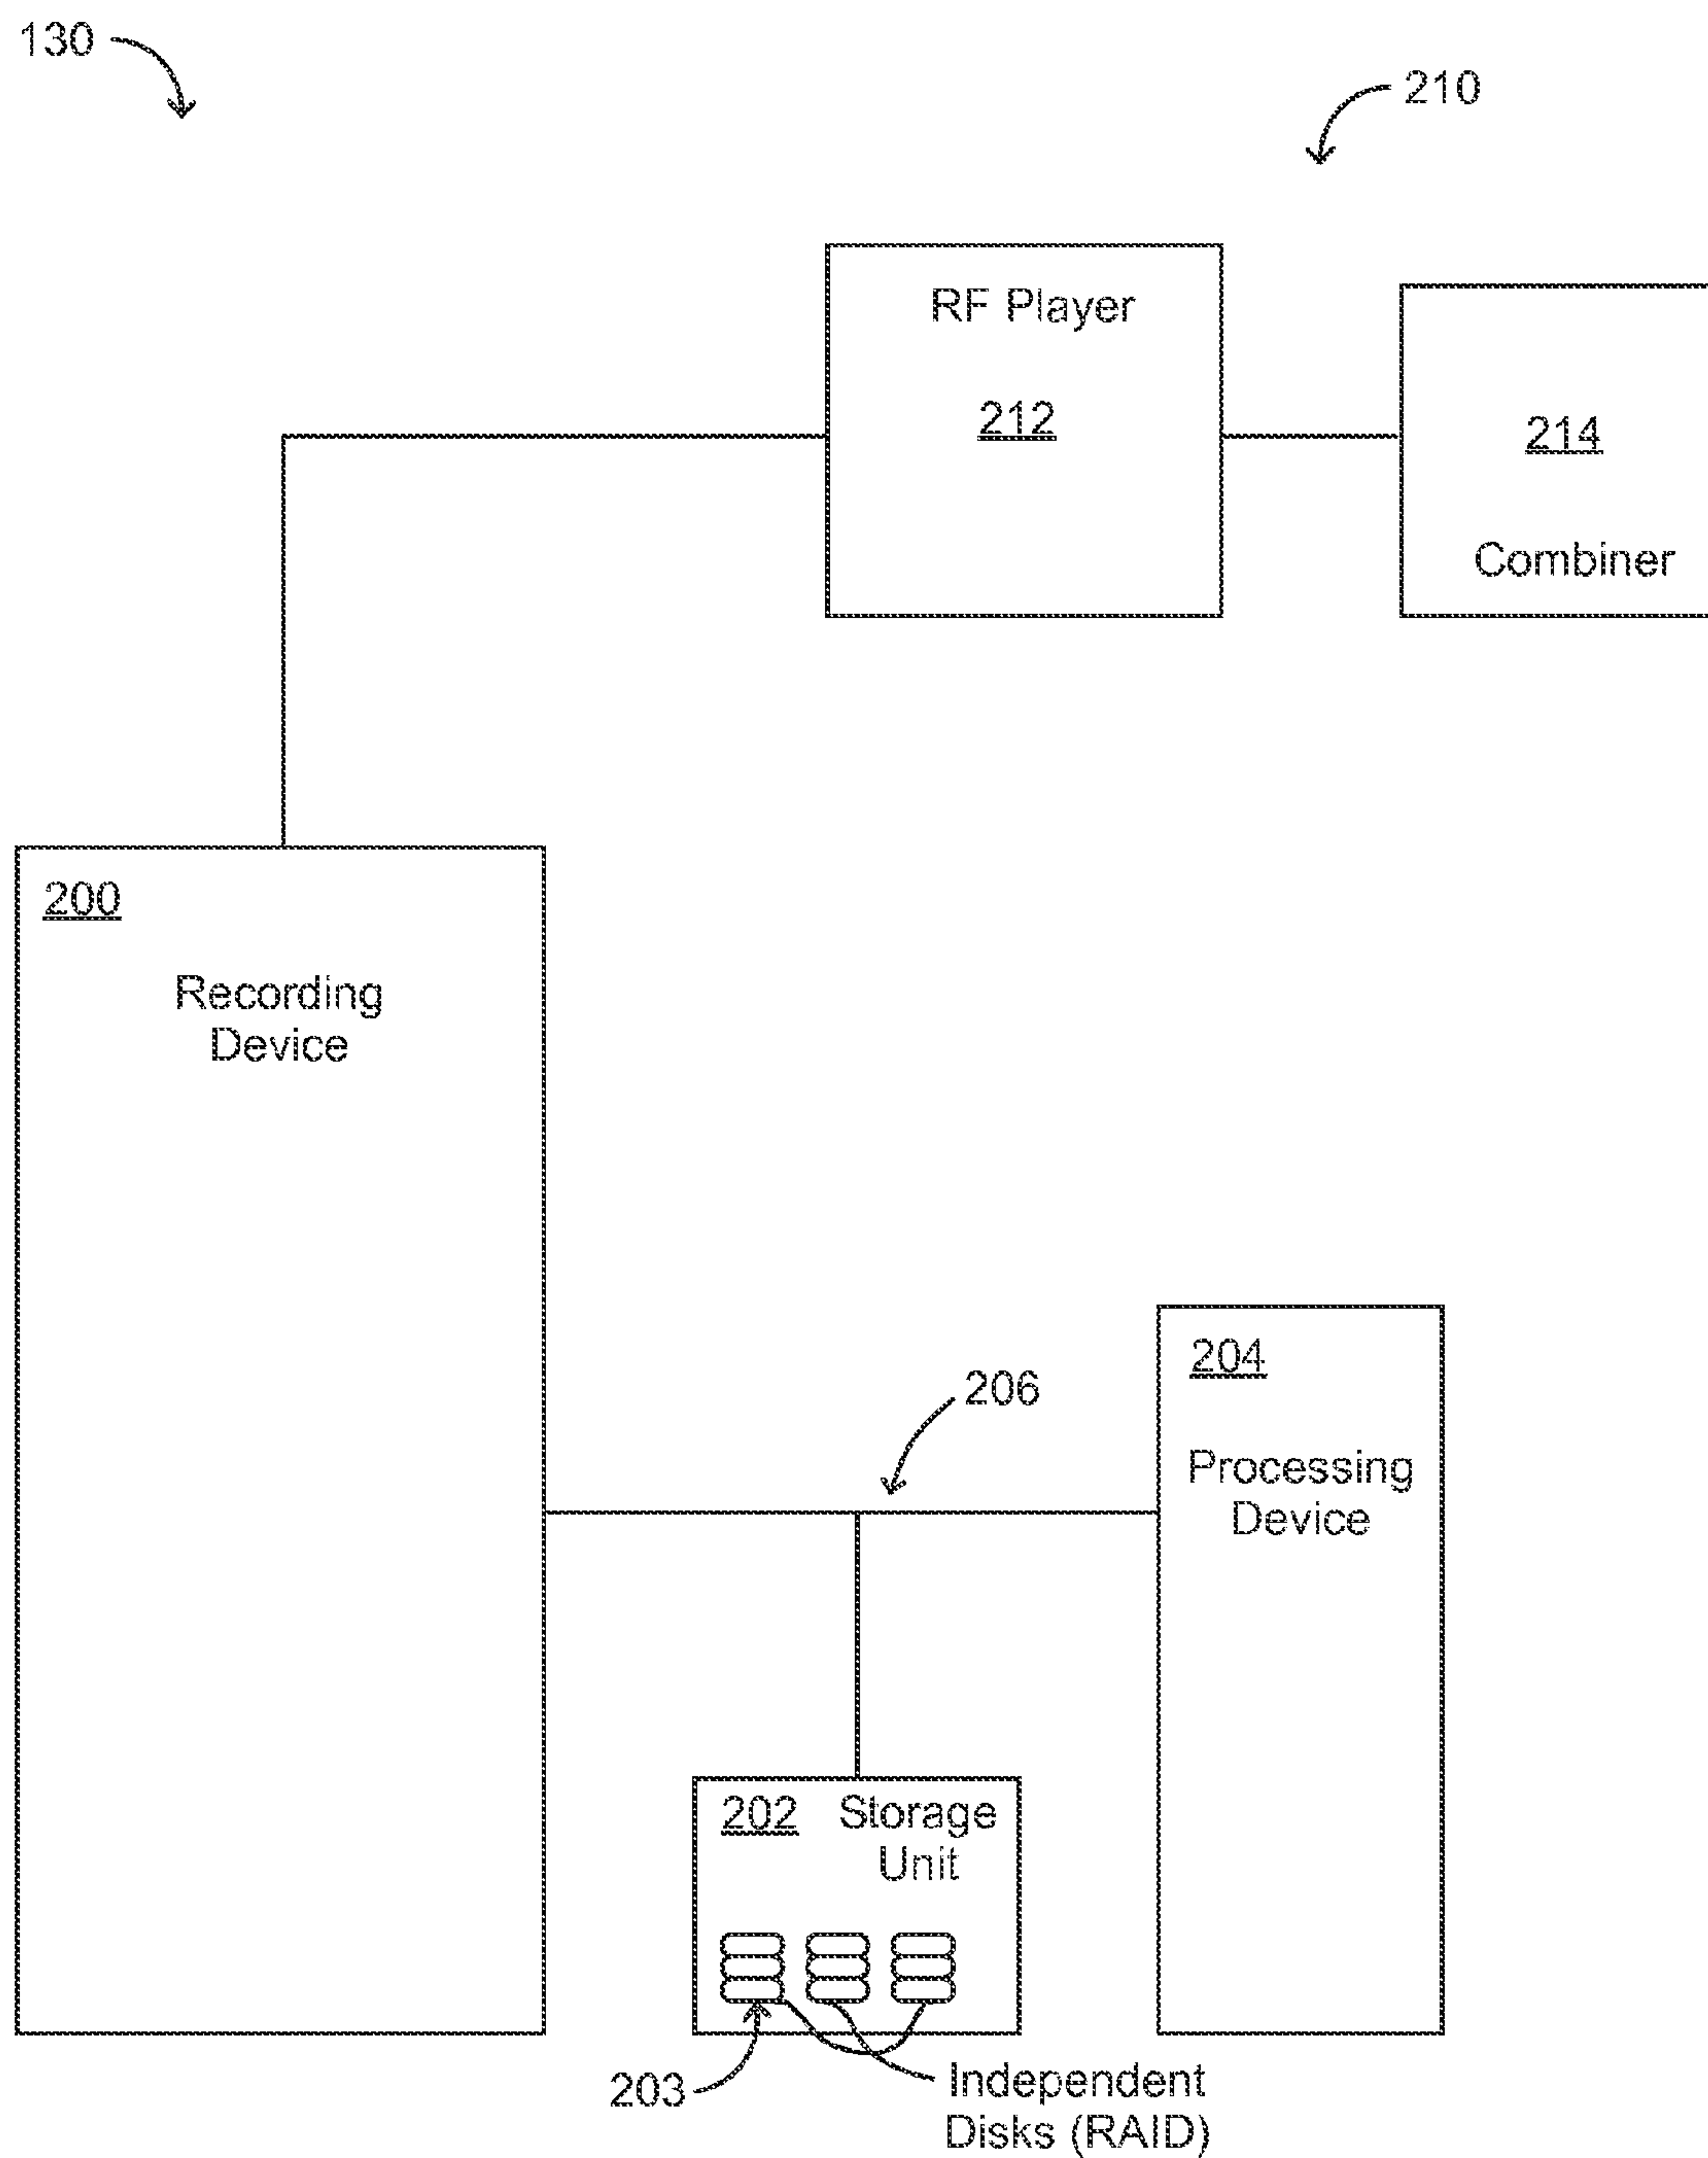 130
210
RF Player
212
214
Combiner
200
Recording
Device
206
204
Processing
Device
202 Storage
Unit
203
Independent
Disks (RAID)